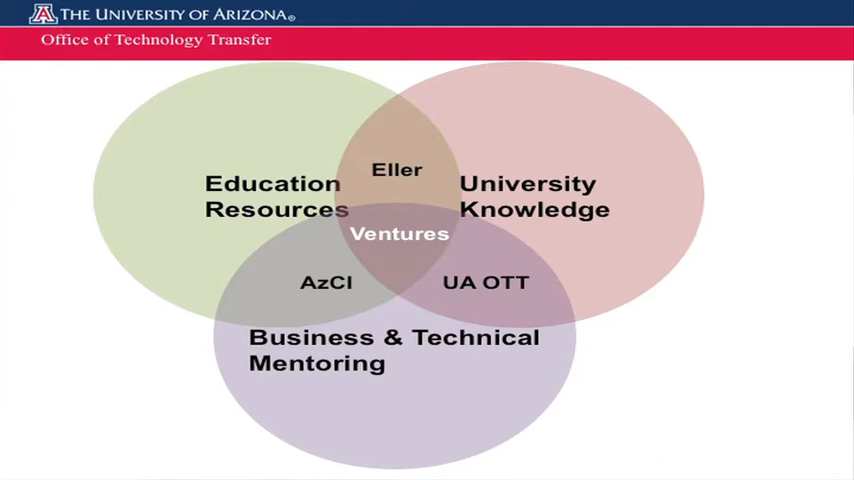 THE UNIVERSITY OF ARIZONA®
Office of Technology Transfer
Eller
Education
Resources
University
Knowledge
Ventures
AzCI
UA OTT
Business & Technical
Mentoring